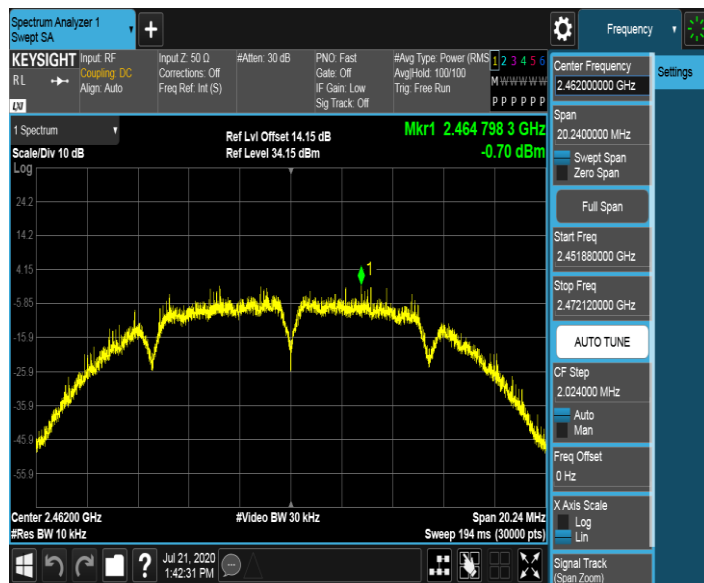 Spectrum Analyzer 1
Swept SA
Frequency
KEYSIGHT
RL
LXI
Input: RF
Coupling: DC
Align: Auto
Input Z: 50 Ω
Corrections: Off
Freq Ref: Int (S)
#Atten: 30 dB
PNO: Fast
Gate: Off
IF Gain: Low
Sig Track: Off
#Avg Type: Power (RMS
Avg|Hold: 100/100
Trig: Free Run
1 2 3 4 5 6
M W W W W W
P P P P P P
1 Spectrum
Scale/Div 10 dB
Ref Lvl Offset 14.15 dB
Ref Level 34.15 dBm
Mkr1 2.464 798 3 GHz
-0.70 dBm
Log
24.2
14.2
4.15
-5.85
-15.9
-25.9
-35.9
-45.9
-55.9
1
Center 2.46200 GHz
#Res BW 10 kHz
#Video BW 30 kHz
Span 20.24 MHz
Sweep 194 ms (30000 pts)
Center Frequency
2.462000000 GHz
Settings
Span
20.2400000 MHz
Swept Span
Zero Span
Full Span
Start Freq
2.451880000 GHz
Stop Freq
2.472120000 GHz
AUTO TUNE
CF Step
2.024000 MHz
Auto
Man
Freq Offset
0 Hz
X Axis Scale
Log
Lin
Signal Track
(Span Zoom)
?
Jul 21, 2020
1:42:31 PM